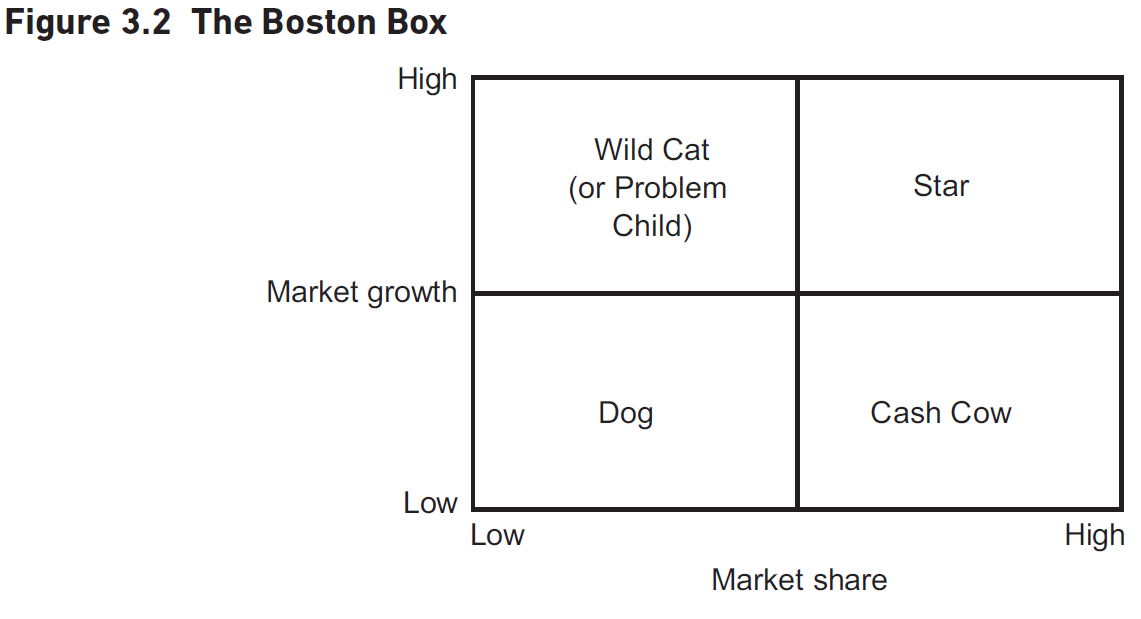 Figure 3.2 The Boston Box
High
Wild Cat
(or Problem
Child)
Star
Market growth
Dog
Cash Cow
Low
Low
High
Market share